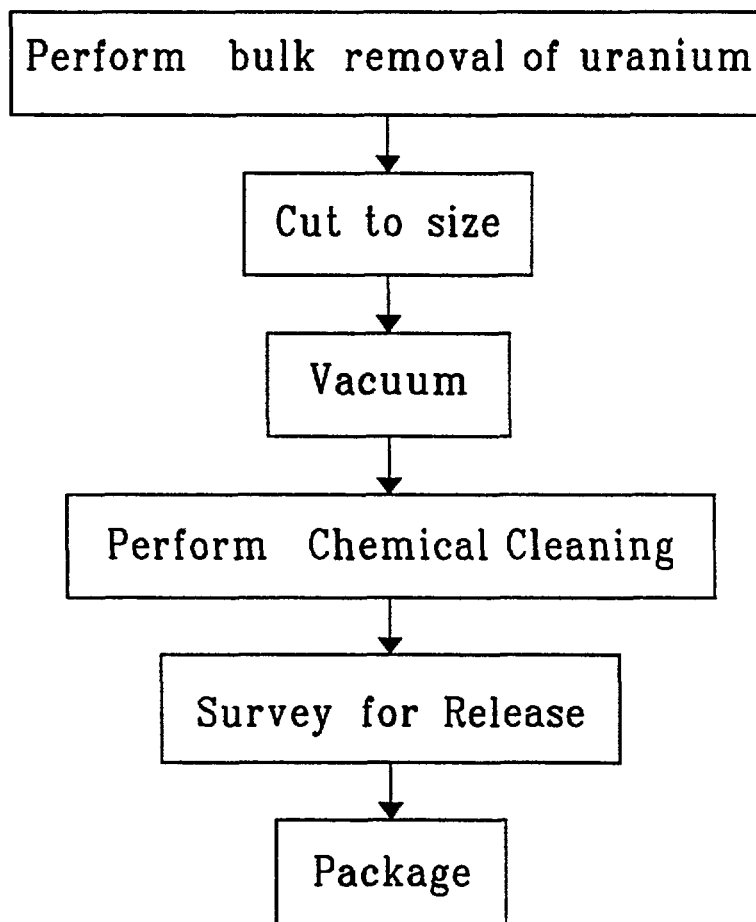 Perform bulk removal of uranium
Cut to size
Vacuum
Perform Chemical Cleaning
Survey for Release
Package